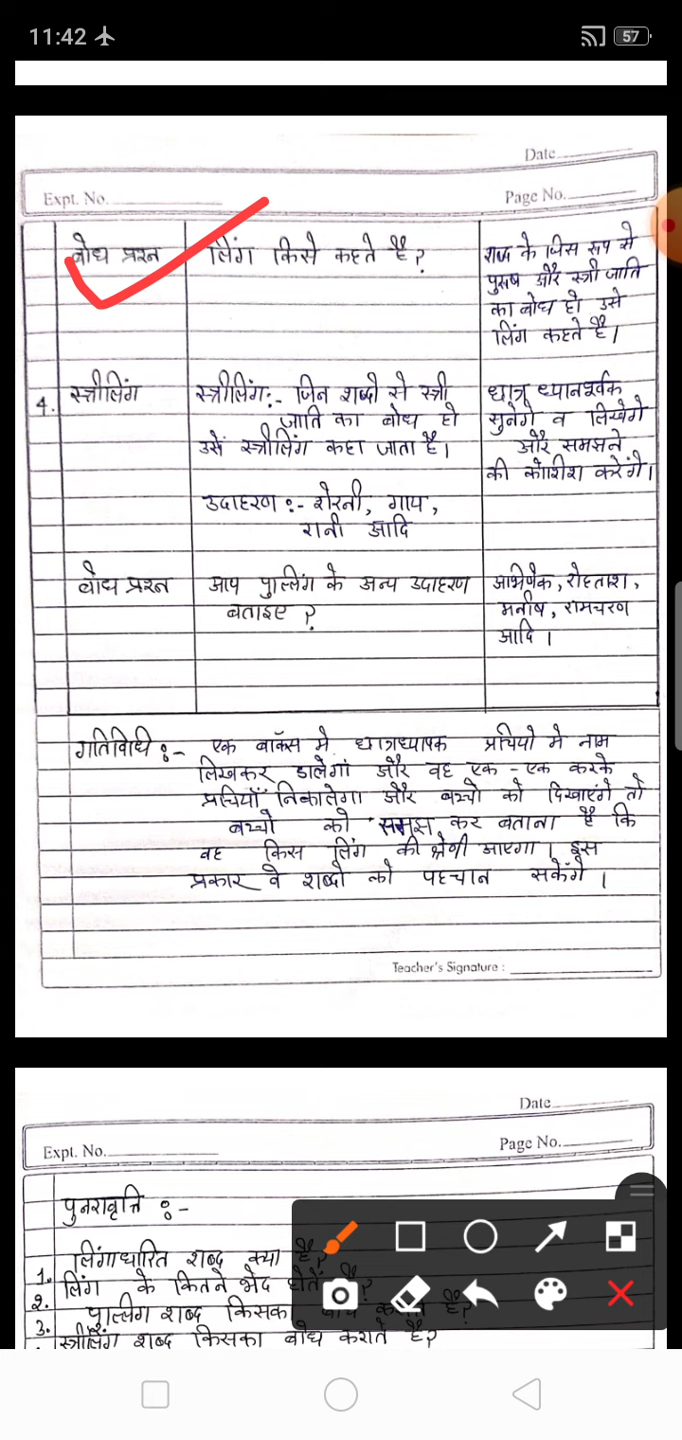 11:42
57
Date
Expt. No.
Page No.
बोध प्रश्न
लिंग किसे कहते है?
शब्द के जिस रूप से
पुरुष और स्त्री जाति
का बोध हो उसे
लिंग कहते है।
4.
स्त्रीलिंग
स्त्रीलिंग:- जिन शब्दो से स्त्री
जाति का बोध हो
उसे स्त्रीलिंग कहा जाता है।
उदाहरण :- शेरनी, गाय,
रानी आदि
छात्र ध्यानपूर्वक
सुनेगे व लिखेगे
और समझने
की कोशिश करेंगे।
बोध प्रश्न
आप पुल्लिंग के अन्य उदाहरण
बताइए ?
अभिषेक, रोहताश,
मनीष, रामचरण
आदि ।
गतिविधि :- एक बॉक्स मे छात्रध्यापक प्रचियो मे नाम
लिखकर डालेगां और वह एक - एक करके
प्रचियाँ निकालेगा और बच्चो को दिखाएंगे तो
बच्चो को समझ कर बताना है कि
वह किस लिंग की श्रेणी आएगा । इस
प्रकार वे शब्दो को पहचान सकेंगे ।
Teacher's Signature :
Date
Expt. No.
Page No.
पुनरावृत्ति :-
1. लिंगाधारित शब्द क्या है?
2. लिंग के कितने भेद होते है?
3. पुल्लिंग शब्द किसका बोध कराते है?
स्त्रीलिंग शब्द किसका बोध कराते है?